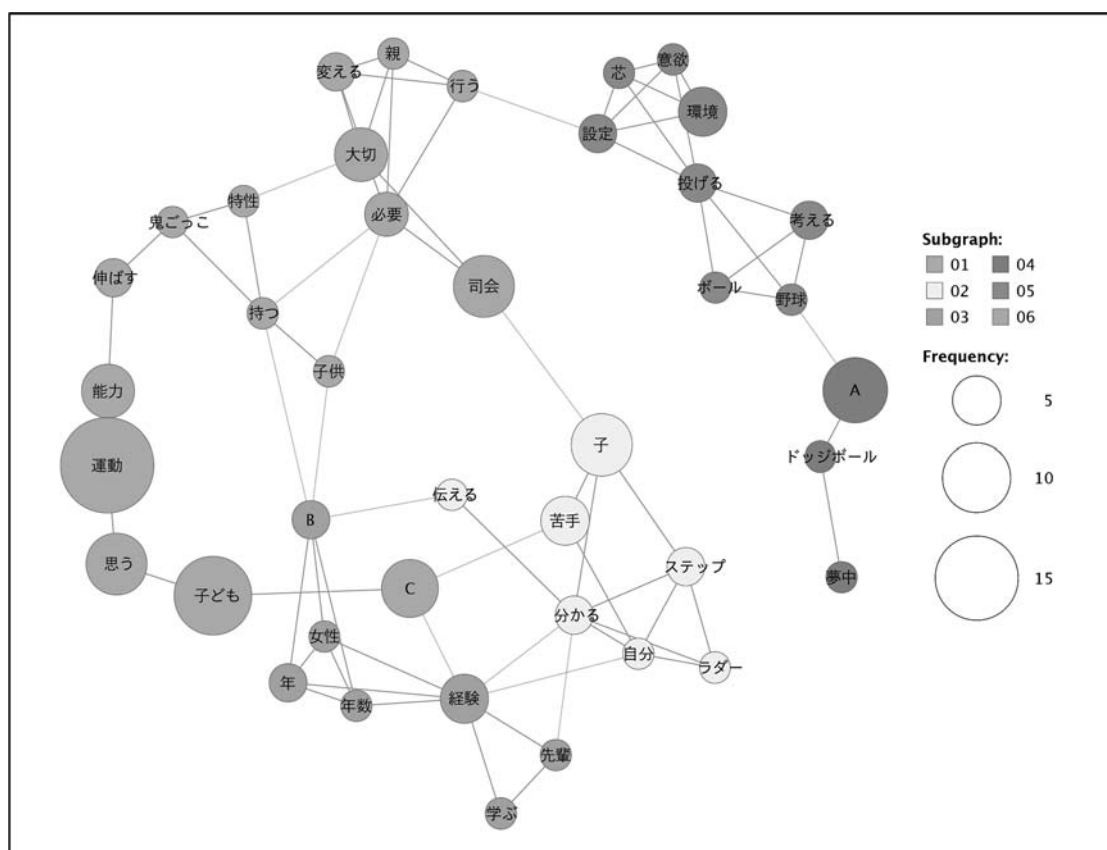 親
変える
行う
芯
意欲
環境
設定
大切
投げる
特性
鬼ごっこ
必要
考える
司会
伸ばす
持つ
ボール
野球
子供
能力
A
運動
子
ドッジボール
伝える
B
苦手
思う
ステップ
夢中
子ども
C
分かる
女性
自分
ラダー
年
年数
経験
先輩
学ぶ
Subgraph:
01 04
02 05
03 06
Frequency:
5
10
15